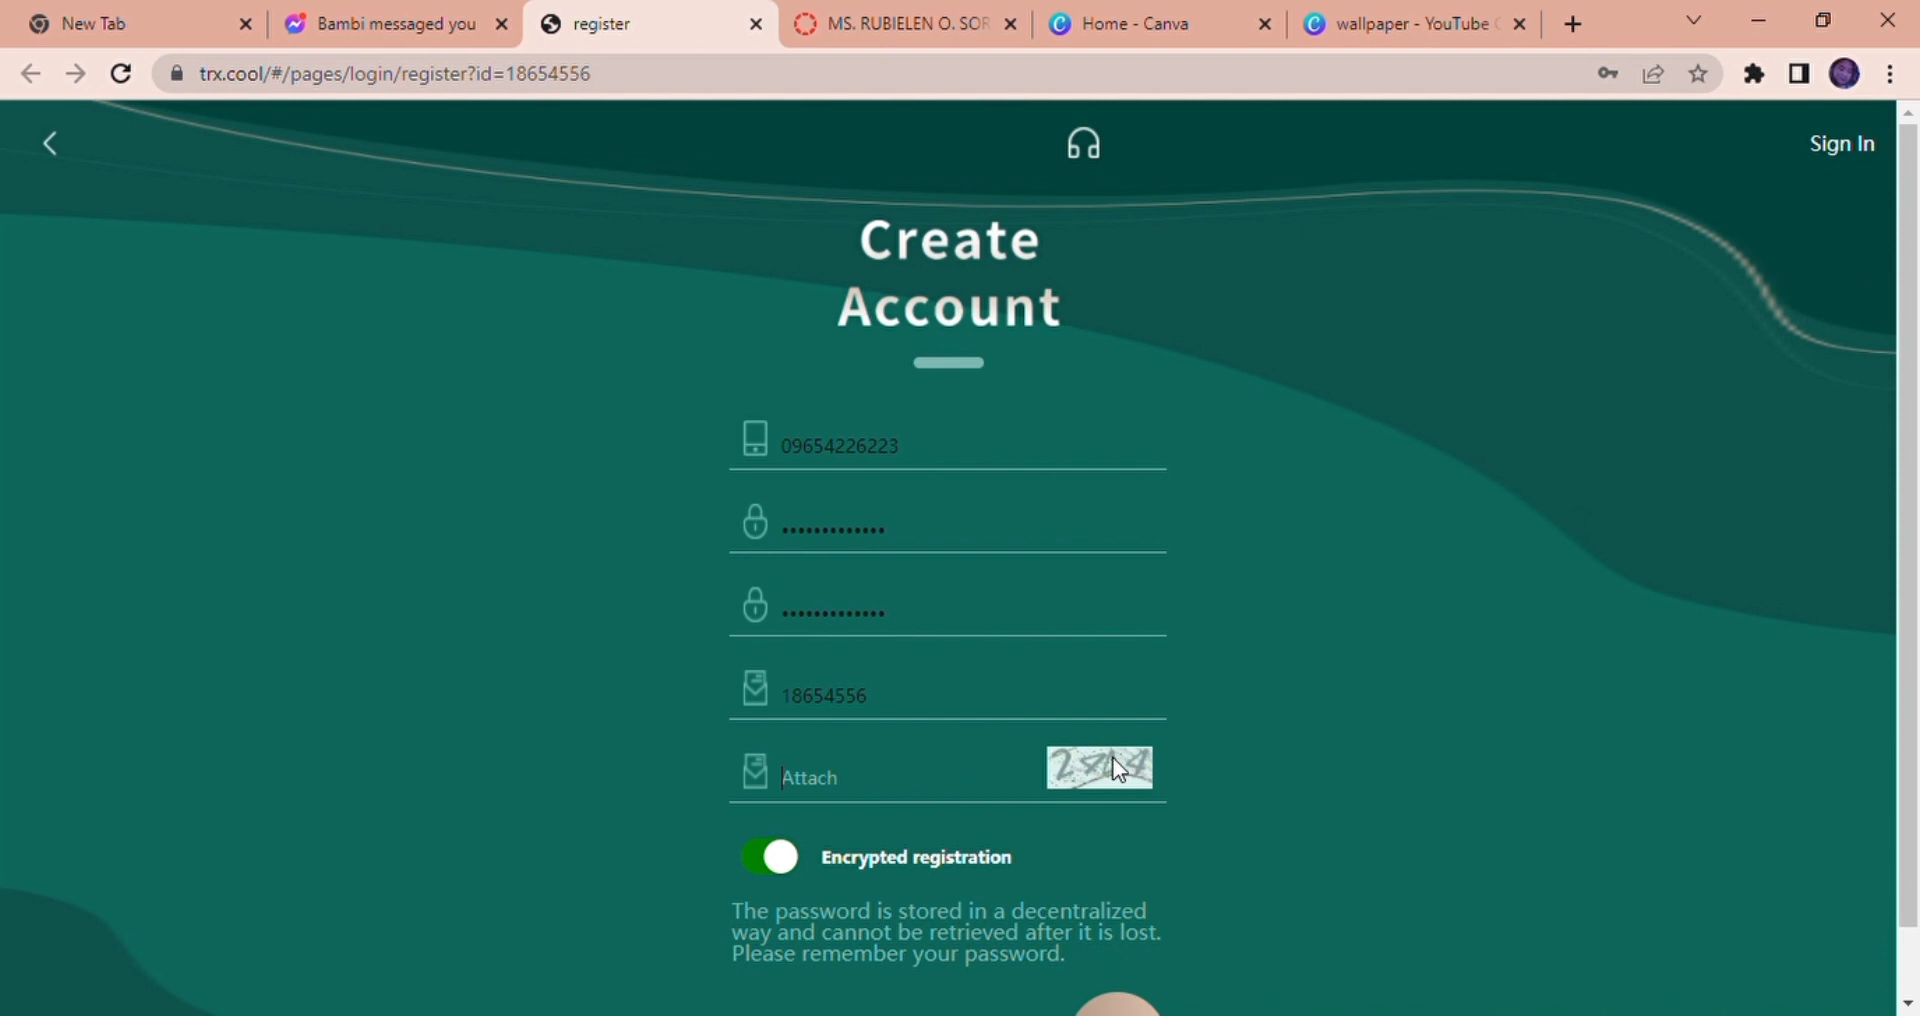 New Tab
Bambi messaged you
register
MS. RUBIELEN O. SOR
Home - Canva
wallpaper - YouTube
trx.cool/#/pages/login/register?id=18654556
Sign In
Create
Account
09654226223
18654556
Attach
Encrypted registration
The password is stored in a decentralized
way and cannot be retrieved after it is lost.
Please remember your password.